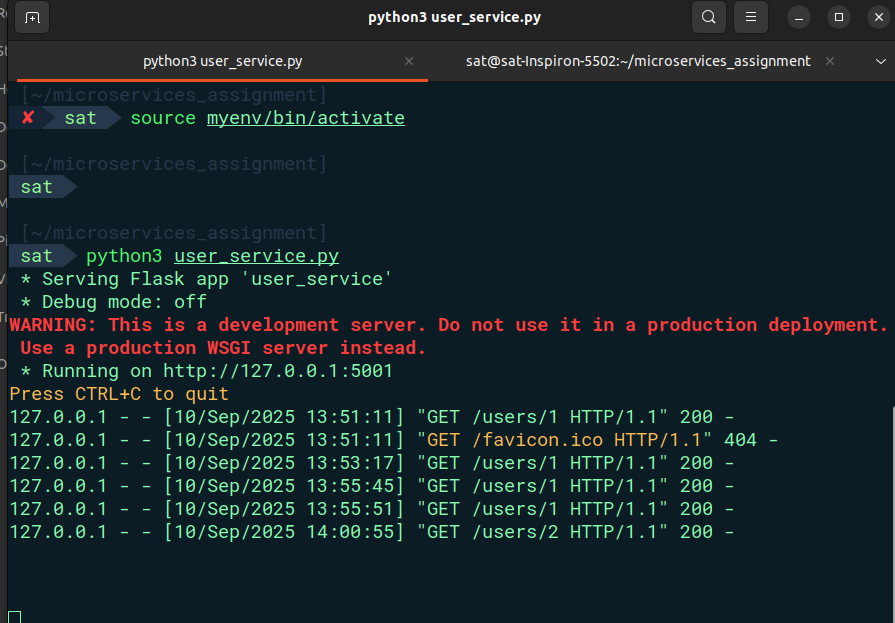 python3 user_service.py
python3 user_service.py
sat@sat-Inspiron-5502:~/microservices_assignment
[~/microservices_assignment]
✘ sat source myenv/bin/activate
[~/microservices_assignment]
sat
[~/microservices_assignment]
sat python3 user_service.py
* Serving Flask app 'user_service'
* Debug mode: off
WARNING: This is a development server. Do not use it in a production deployment.
Use a production WSGI server instead.
* Running on http://127.0.0.1:5001
Press CTRL+C to quit
127.0.0.1 - - [10/Sep/2025 13:51:11] "GET /users/1 HTTP/1.1" 200 -
127.0.0.1 - - [10/Sep/2025 13:51:11] "GET /favicon.ico HTTP/1.1" 404 -
127.0.0.1 - - [10/Sep/2025 13:53:17] "GET /users/1 HTTP/1.1" 200 -
127.0.0.1 - - [10/Sep/2025 13:55:45] "GET /users/1 HTTP/1.1" 200 -
127.0.0.1 - - [10/Sep/2025 13:55:51] "GET /users/1 HTTP/1.1" 200 -
127.0.0.1 - - [10/Sep/2025 14:00:55] "GET /users/2 HTTP/1.1" 200 -